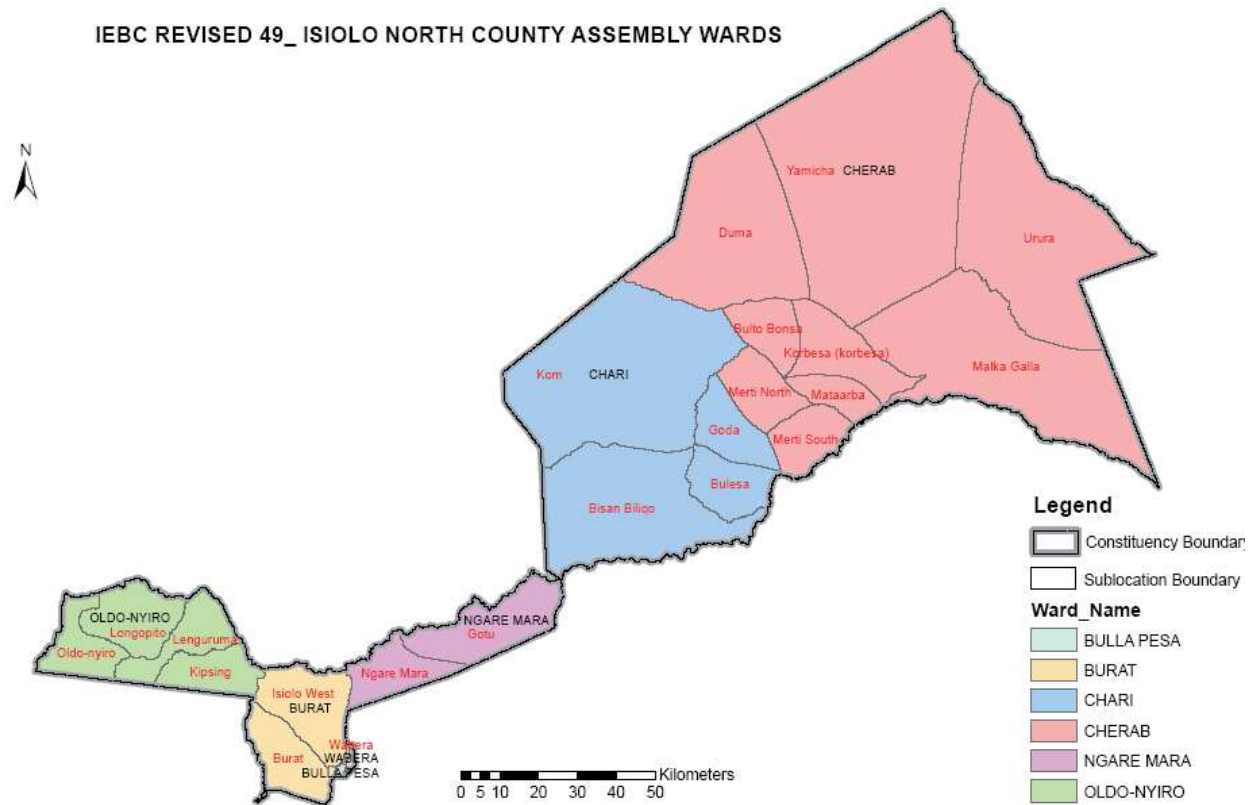 IEBC REVISED 49_ ISIOLO NORTH COUNTY ASSEMBLY WARDS
N
Yamicha CHERAB
Duma
Urura
Bulto Bonsa
Korbesa (korbesa)
Malka Galla
Kom CHARI
Merti North
Mataarba
Goda
Merti South
Bulesa
Bisan Biliqo
OLDO-NYIRO
Longopito
Lenguruma
Oldo-nyiro
Kipsing
NGARE MARA
Gotu
Ngare Mara
Isiolo West
BURAT
Burat
Wabera
WABERA
BULLA PESA
Kilometers
0 5 10 20 30 40 50
Legend
Constituency Boundary
Sublocation Boundary
Ward_Name
BULLA PESA
BURAT
CHARI
CHERAB
NGARE MARA
OLDO-NYIRO